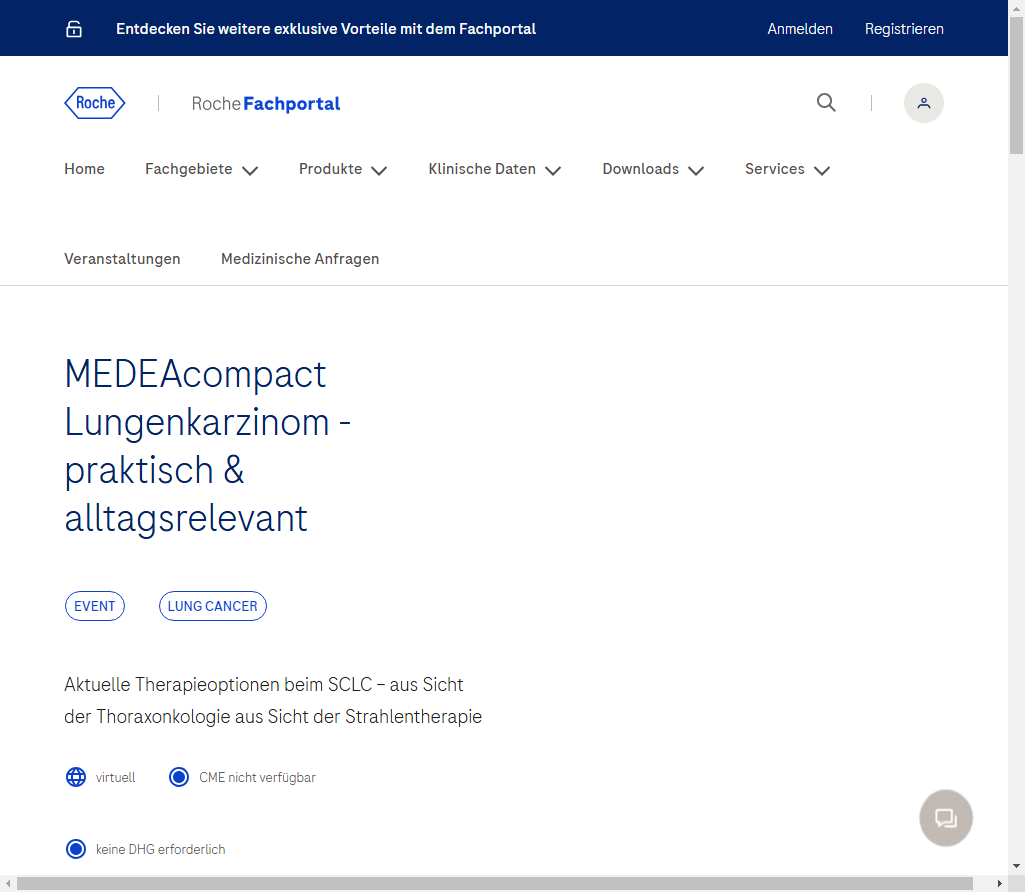 Entdecken Sie weitere exklusive Vorteile mit dem Fachportal
Anmelden
Registrieren
Roche
Roche Fachportal
Home
Fachgebiete
Produkte
Klinische Daten
Downloads
Services
Veranstaltungen
Medizinische Anfragen
MEDEAcompact
Lungenkarzinom -
praktisch &
alltagsrelevant
EVENT
LUNG CANCER
Aktuelle Therapieoptionen beim SCLC – aus Sicht
der Thoraxonkologie aus Sicht der Strahlentherapie
virtuell
CME nicht verfügbar
keine DHG erforderlich